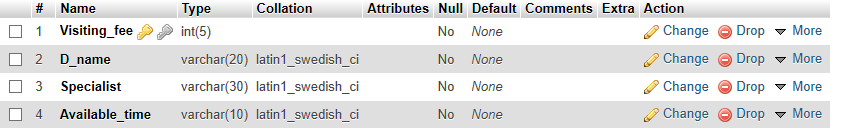 # Name Type Collation Attributes Null Default Comments Extra Action
1 Visiting_fee int(5) No None Change Drop More
2 D_name varchar(20) latin1_swedish_ci No None Change Drop More
3 Specialist varchar(30) latin1_swedish_ci No None Change Drop More
4 Available_time varchar(10) latin1_swedish_ci No None Change Drop More